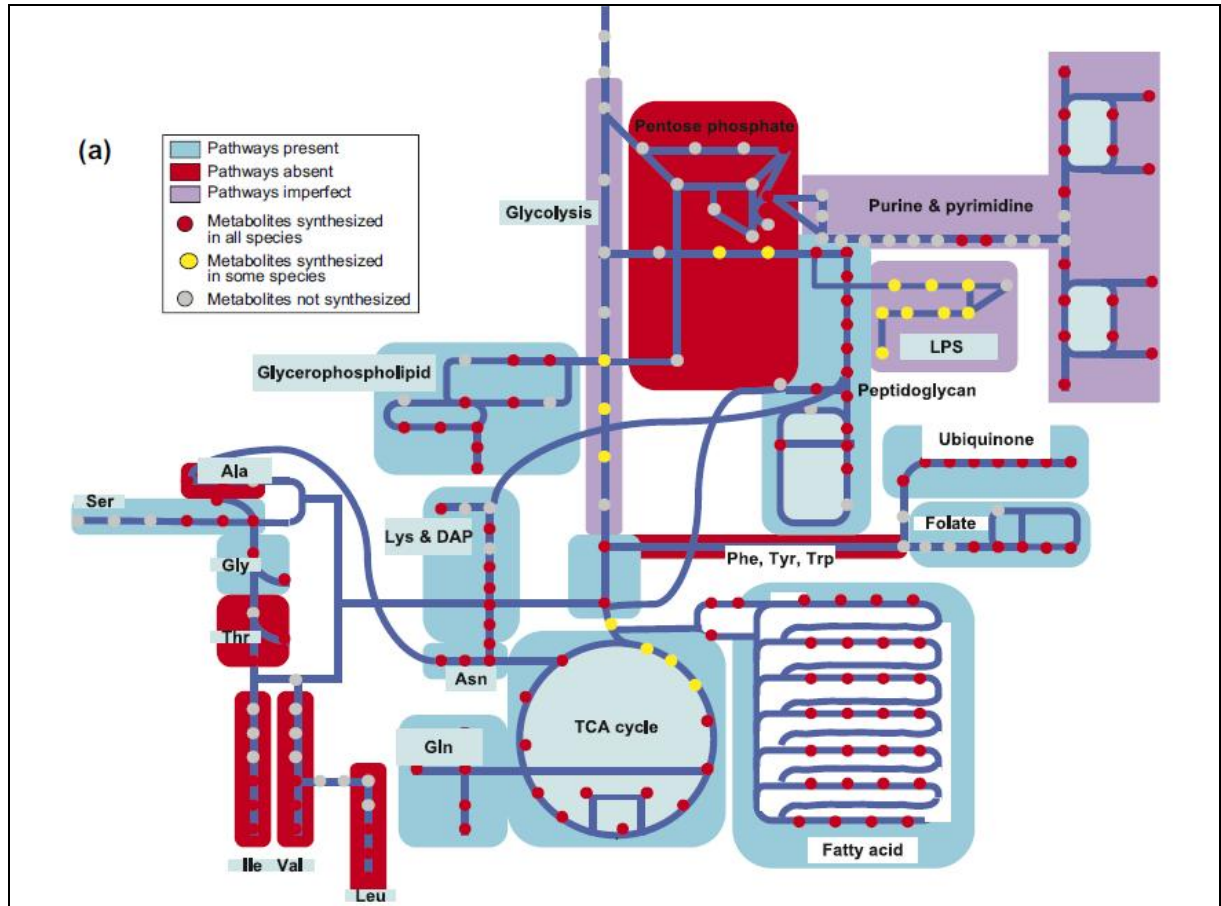 (a)
Pathways present
Pathways absent
Pathways imperfect
Metabolites synthesized
in all species
Metabolites synthesized
in some species
Metabolites not synthesized
Pentose phosphate
Glycolysis
Purine & pyrimidine
LPS
Glycerophospholipid
Peptidoglycan
Ubiquinone
Ala
Ser
Lys & DAP
Folate
Phe, Tyr, Trp
Gly
Thr
Asn
TCA cycle
Gln
Fatty acid
Ile Val
Leu